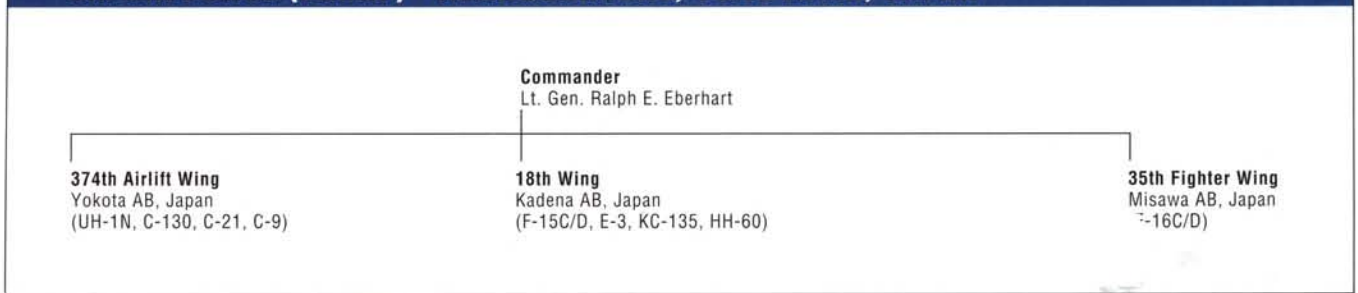 Commander
Lt. Gen. Ralph E. Eberhart
374th Airlift Wing
Yokota AB, Japan
(UH-1N, C-130, C-21, C-9)
18th Wing
Kadena AB, Japan
(F-15C/D, E-3, KC-135, HH-60)
35th Fighter Wing
Misawa AB, Japan
-16C/D)